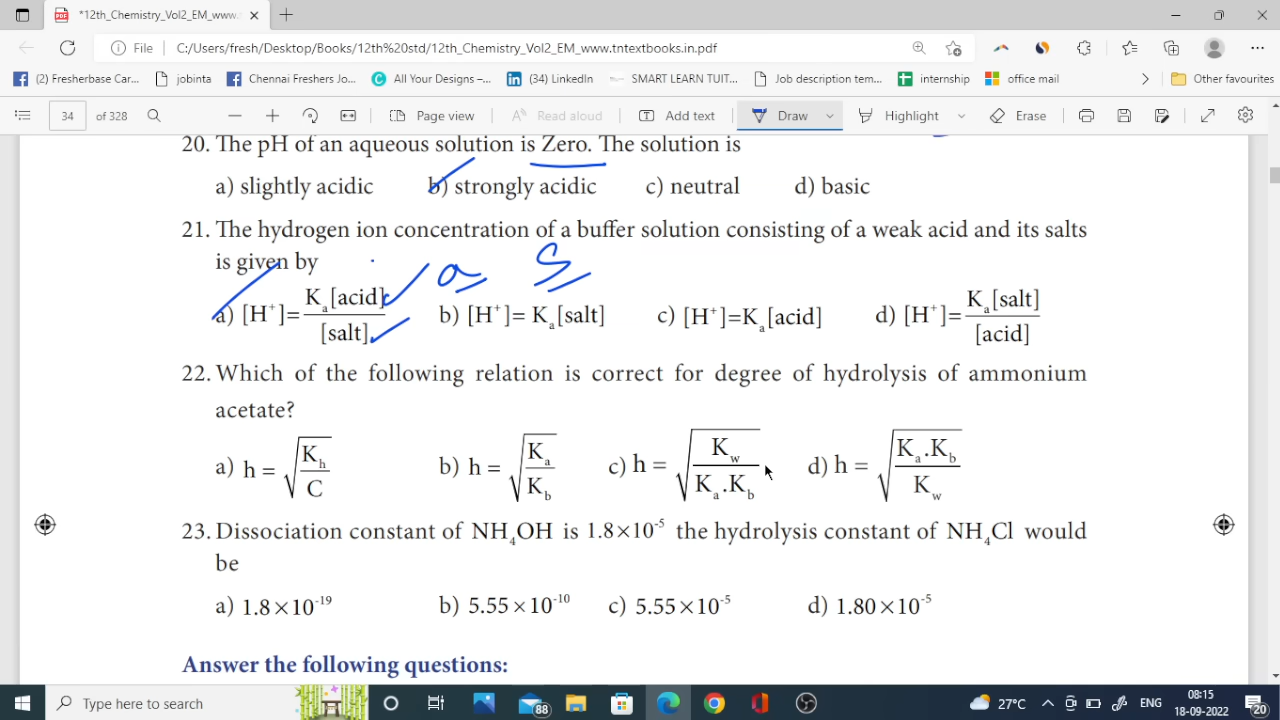 *12th_Chemistry_Vol2_EM_www.
File C:/Users/fresh/Desktop/Books/12th%20std/12th_Chemistry_Vol2_EM_www.tntextbooks.in.pdf
(2) Fresherbase Car... jobinta Chennai Freshers Jo... All Your Designs –... (34) LinkedIn SMART LEARN TUIT... Job description tem... internship office mail Other favourites
34 of 328 Page view Read aloud Add text Draw Highlight Erase
20. The pH of an aqueous solution is Zero. The solution is
a) slightly acidic b) strongly acidic c) neutral d) basic
21. The hydrogen ion concentration of a buffer solution consisting of a weak acid and its salts
is given by
a S
a) [H⁺]= Kₐ[acid] / [salt] b) [H⁺]= Kₐ[salt] c) [H⁺]=Kₐ[acid] d) [H⁺]= Kₐ[salt] / [acid]
22. Which of the following relation is correct for degree of hydrolysis of ammonium
acetate?
a) h = √(K_h / C) b) h = √(K_a / K_b) c) h = √(K_w / K_a.K_b) d) h = √(K_a.K_b / K_w)
23. Dissociation constant of NH₄OH is 1.8×10⁻⁵ the hydrolysis constant of NH₄Cl would
be
a) 1.8×10⁻¹⁹ b) 5.55×10⁻¹⁰ c) 5.55×10⁻⁵ d) 1.80×10⁻⁵
Answer the following questions:
Type here to search 88 27°C ENG 08:15 18-09-2022 20